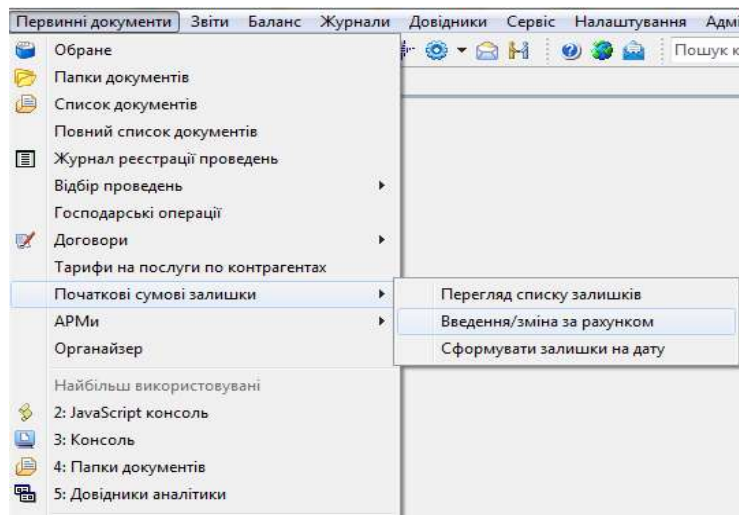 Первинні документи Звіти Баланс Журнали Довідники Сервіс Налаштування Адмі
Пошук к
Обране
Папки документів
Список документів
Повний список документів
Журнал реєстрації проведень
Відбір проведень
Господарські операції
Договори
Тарифи на послуги по контрагентах
Початкові сумові залишки
Перегляд списку залишків
АРМи
Введення/зміна за рахунком
Органайзер
Сформувати залишки на дату
Найбільш використовувані
2: JavaScript консоль
3: Консоль
4: Папки документів
5: Довідники аналітики